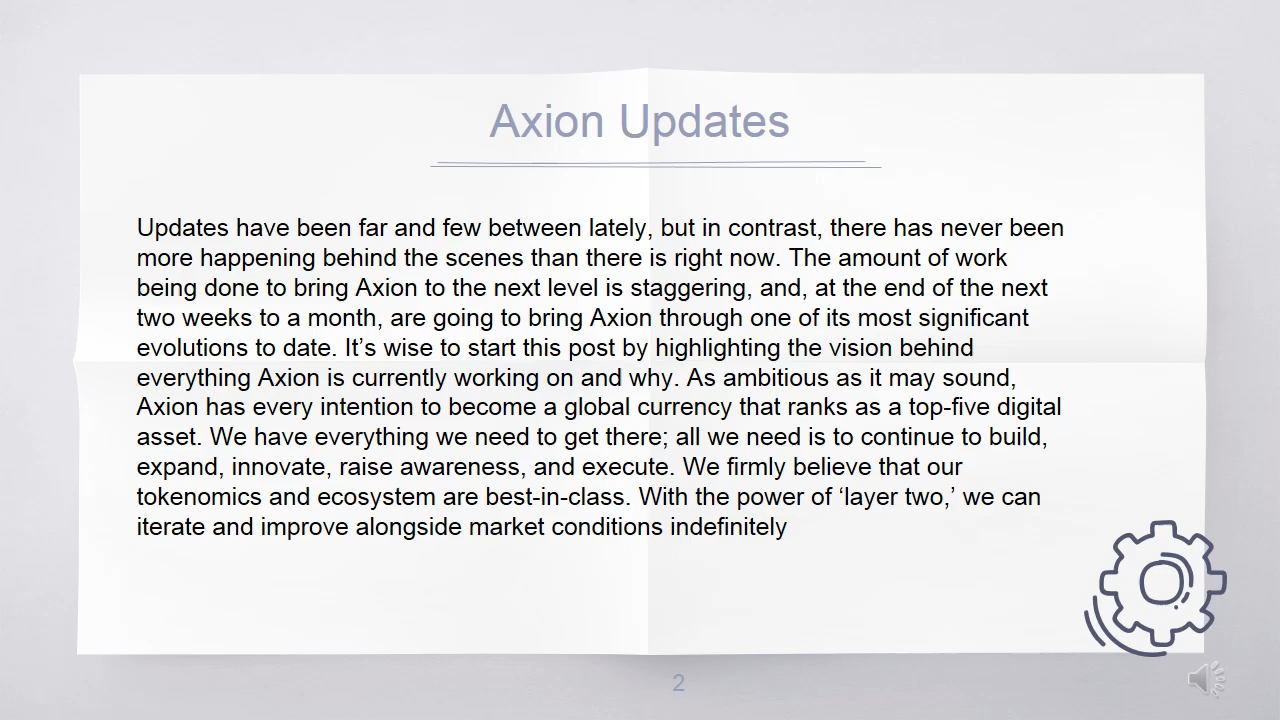 Axion Updates
Updates have been far and few between lately, but in contrast, there has never been
more happening behind the scenes than there is right now. The amount of work
being done to bring Axion to the next level is staggering, and, at the end of the next
two weeks to a month, are going to bring Axion through one of its most significant
evolutions to date. It’s wise to start this post by highlighting the vision behind
everything Axion is currently working on and why. As ambitious as it may sound,
Axion has every intention to become a global currency that ranks as a top-five digital
asset. We have everything we need to get there; all we need is to continue to build,
expand, innovate, raise awareness, and execute. We firmly believe that our
tokenomics and ecosystem are best-in-class. With the power of ‘layer two,’ we can
iterate and improve alongside market conditions indefinitely
2